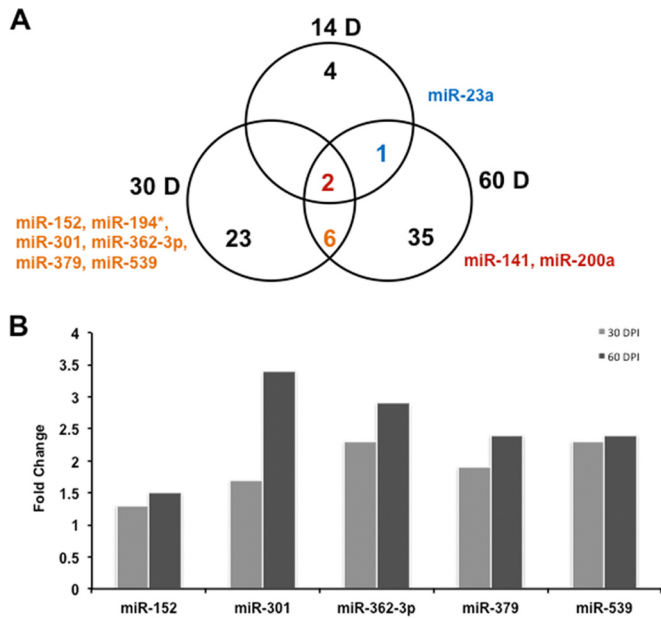 A
14 D
4
miR-23a
1
2
30 D
60 D
miR-152, miR-194*,
miR-301, miR-362-3p,
miR-379, miR-539
23
6
35
miR-141, miR-200a
B
4
3.5
3
2.5
2
1.5
1
0.5
0
Fold Change
30 DPI
60 DPI
miR-152
miR-301
miR-362-3p
miR-379
miR-539